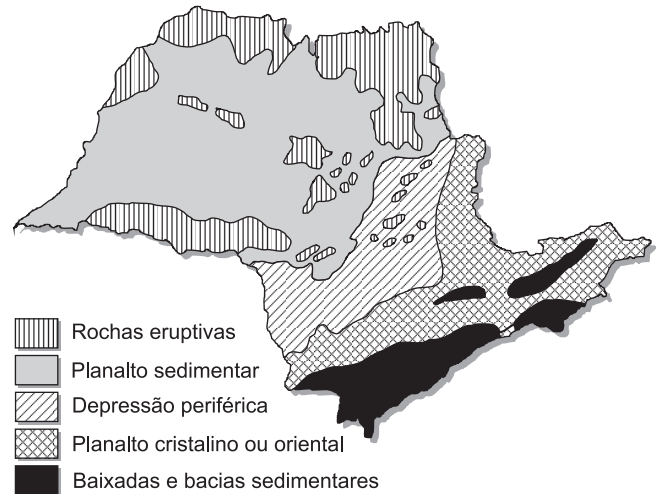 Rochas eruptivas
Planalto sedimentar
Depressão periférica
Planalto cristalino ou oriental
Baixadas e bacias sedimentares